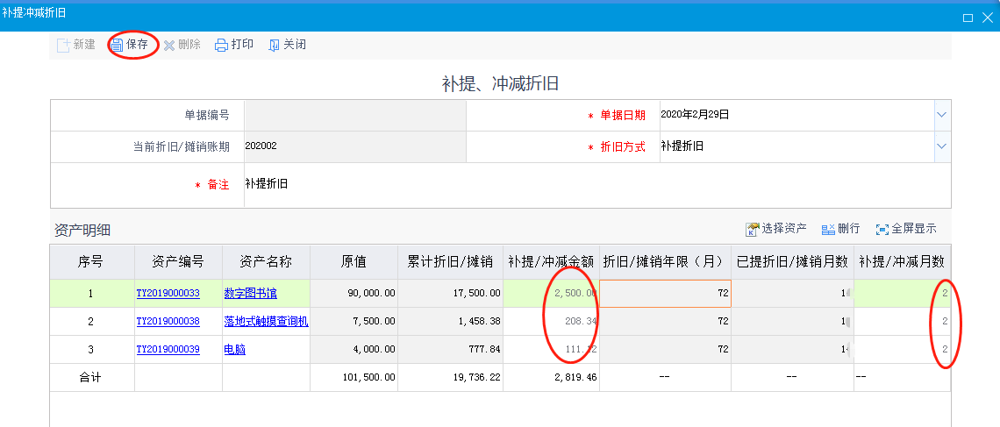 补提冲减折旧
新建 保存 删除 打印 关闭
补提、冲减折旧
单据编号 * 单据日期 2020年2月29日
当前折旧/摊销账期 202002 * 折旧方式 补提折旧
* 备注 补提折旧
资产明细 选择资产 删行 全屏显示
序号 资产编号 资产名称 原值 累计折旧/摊销 补提/冲减金额 折旧/摊销年限（月） 已提折旧/摊销月数 补提/冲减月数
1 TY2019000033 数字图书馆 90,000.00 17,500.00 2,500.00 72 2
2 TY2019000038 落地式触摸查询机 7,500.00 1,458.38 208.34 72 2
3 TY2019000039 电脑 4,000.00 777.84 111.12 72 2
合计 101,500.00 19,736.22 2,819.46 -- -- --